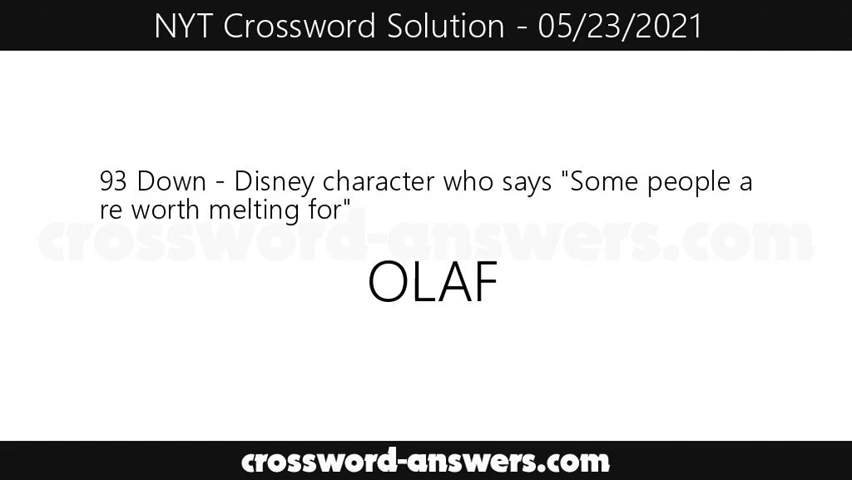 NYT Crossword Solution - 05/23/2021
93 Down - Disney character who says "Some people a
re worth melting for"
crossword-answers.com
OLAF
crossword-answers.com